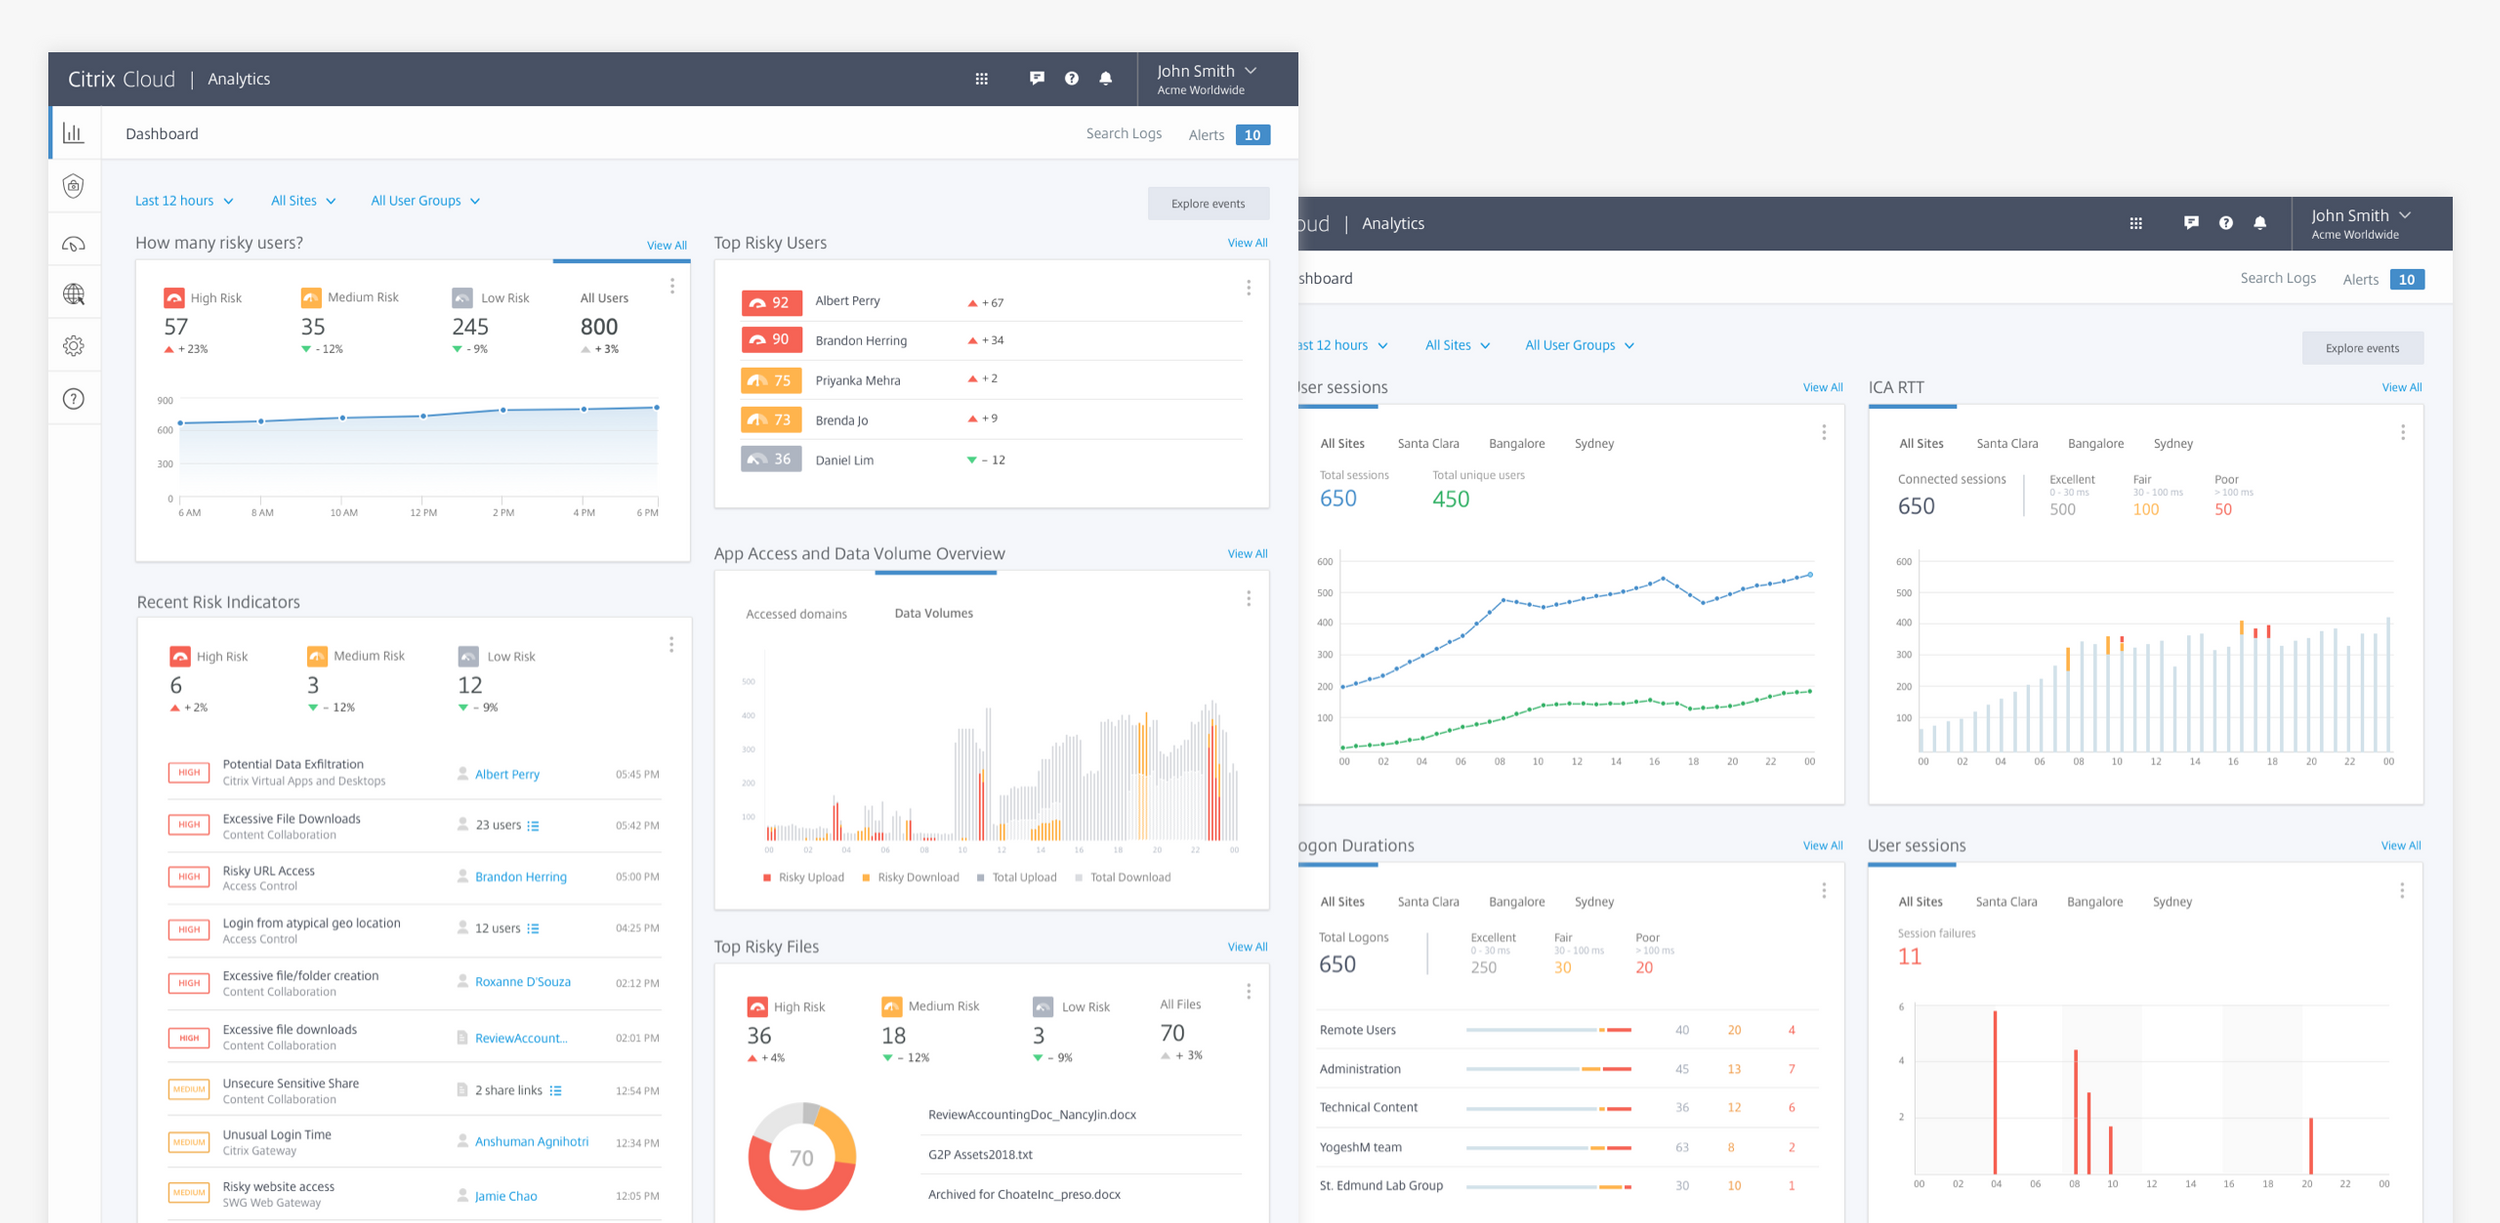 Citrix Cloud | Analytics
John Smith
Acme Worldwide
Dashboard
Search Logs
Alerts 10
Last 12 hours
All Sites
All User Groups
Explore events
How many risky users?
View All
High Risk
57
+ 23%
Medium Risk
35
- 12%
Low Risk
245
- 9%
All Users
800
+ 3%
900
600
300
0
6 AM 8 AM 10 AM 12 PM 2 PM 4 PM 6 PM
Recent Risk Indicators
High Risk
6
+ 2%
Medium Risk
3
– 12%
Low Risk
12
– 9%
HIGH Potential Data Exfiltration Albert Perry 05:45 PM
Citrix Virtual Apps and Desktops
HIGH Excessive File Downloads 23 users 05:42 PM
Content Collaboration
HIGH Risky URL Access Brandon Herring 05:00 PM
Access Control
HIGH Login from atypical geo location 12 users 04:25 PM
Access Control
HIGH Excessive file/folder creation Roxanne D'Souza 02:12 PM
Content Collaboration
HIGH Excessive file downloads ReviewAccount... 02:01 PM
Content Collaboration
MEDIUM Unsecure Sensitive Share 2 share links 12:54 PM
Content Collaboration
MEDIUM Unusual Login Time Anshuman Agnihotri 12:34 PM
Citrix Gateway
MEDIUM Risky website access Jamie Chao 12:05 PM
SWG Web Gateway
Top Risky Users
View All
92 Albert Perry + 67
90 Brandon Herring + 34
75 Priyanka Mehra + 2
73 Brenda Jo + 9
36 Daniel Lim – 12
App Access and Data Volume Overview
View All
Accessed domains
Data Volumes
500
400
300
200
100
00 02 04 06 08 10 12 14 16 18 20 22 00
Risky Upload
Risky Download
Total Upload
Total Download
Top Risky Files
View All
High Risk
36
+ 4%
Medium Risk
18
– 12%
Low Risk
3
– 9%
All Files
70
+ 3%
70
ReviewAccountingDoc_NancyJin.docx
G2P Assets2018.txt
Archived for ChoateInc_preso.docx
oud | Analytics
John Smith
Acme Worldwide
shboard
Search Logs
Alerts 10
ast 12 hours
All Sites
All User Groups
Explore events
User sessions
View All
All Sites Santa Clara Bangalore Sydney
Total sessions
650
Total unique users
450
600
500
400
300
200
100
00 02 04 06 08 10 12 14 16 18 20 22 00
ICA RTT
View All
All Sites Santa Clara Bangalore Sydney
Connected sessions
650
Excellent
0 - 30 ms
500
Fair
30 - 100 ms
100
Poor
> 100 ms
50
600
500
400
300
200
100
00 02 04 06 08 10 12 14 16 18 20 22 00
ogon Durations
View All
All Sites Santa Clara Bangalore Sydney
Total Logons
650
Excellent
0 - 30 ms
250
Fair
30 - 100 ms
30
Poor
> 100 ms
20
Remote Users 40 20 4
Administration 45 13 7
Technical Content 36 12 6
YogeshM team 63 8 2
St. Edmund Lab Group 30 10 1
User sessions
View All
All Sites Santa Clara Bangalore Sydney
Session failures
11
6
4
2
00 02 04 06 08 10 12 14 16 18 20 22 00